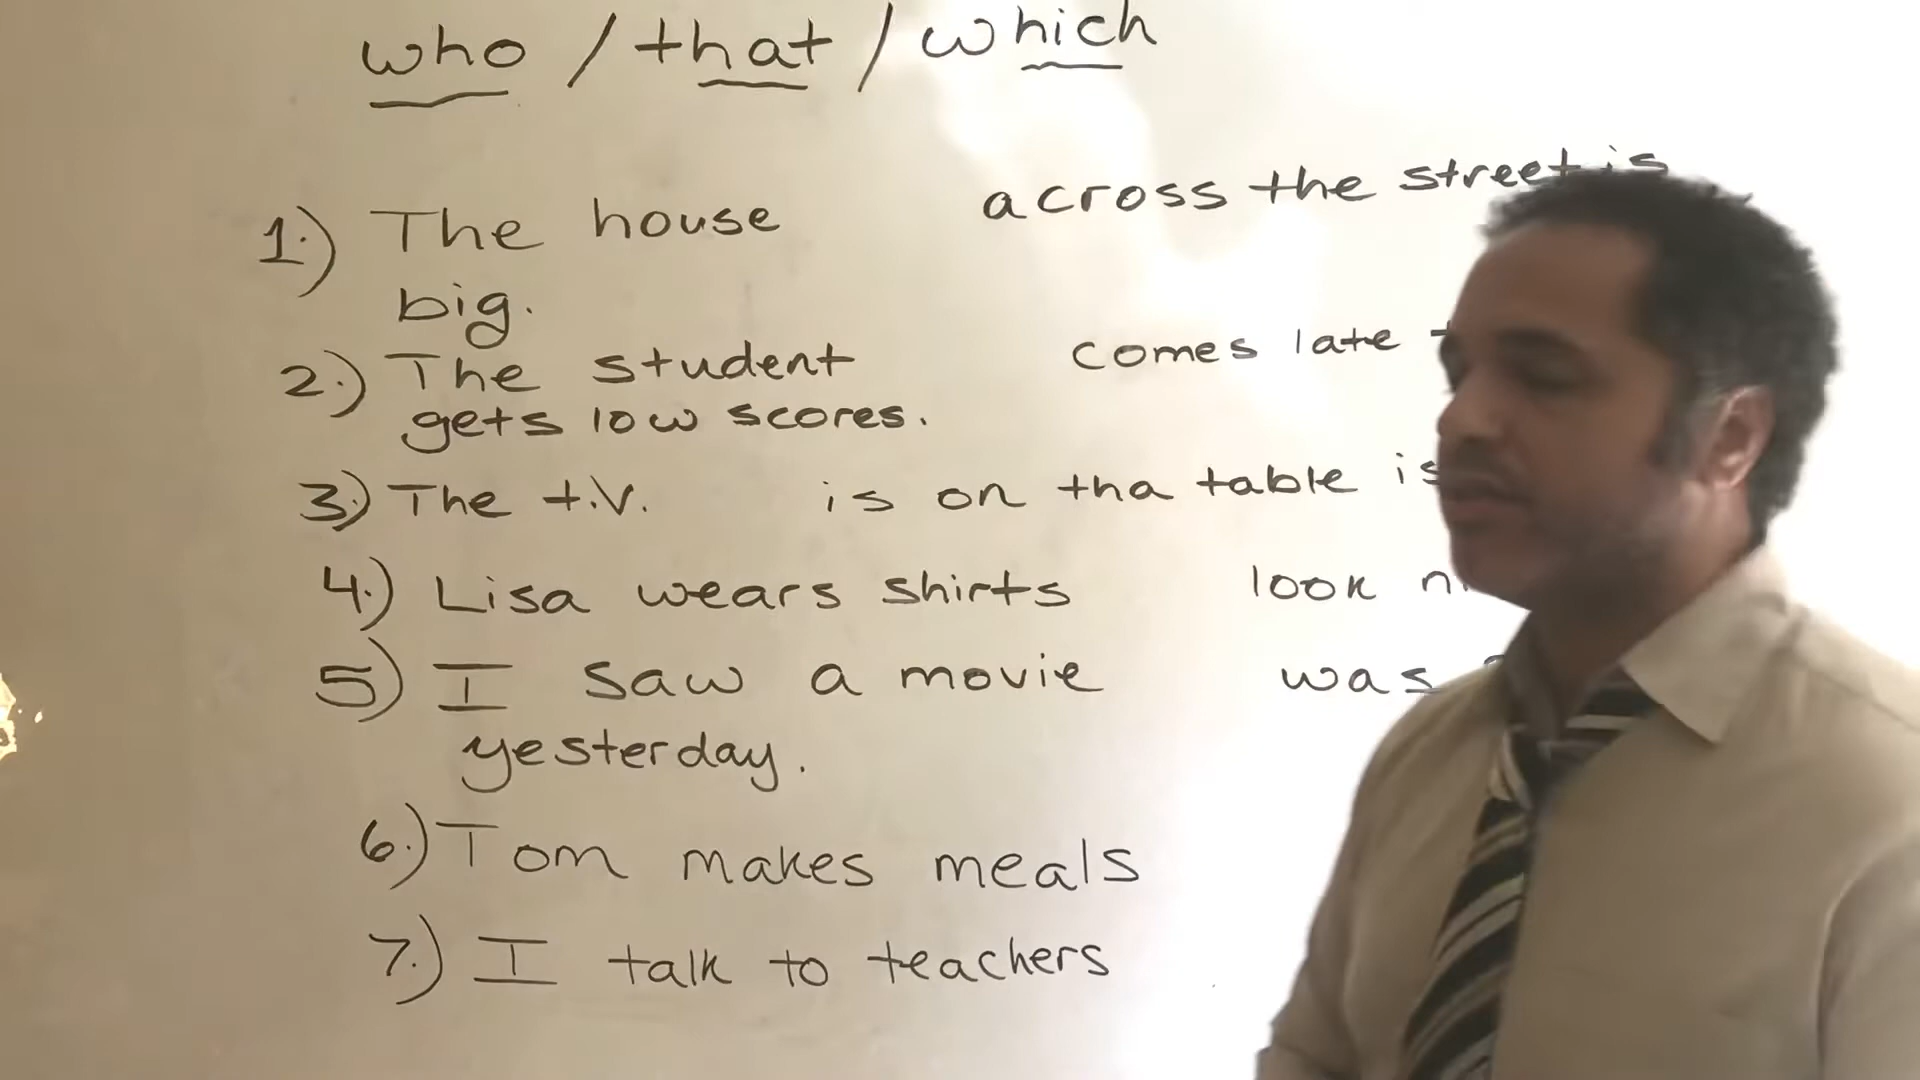 who / that / which
1.) The house across the street is
big.
2.) The student comes late
gets low scores.
3.) The t.V. is on tha table is
4.) Lisa wears shirts look
5) I saw a movie was
yesterday.
6.) Tom makes meals
7.) I talk to teachers